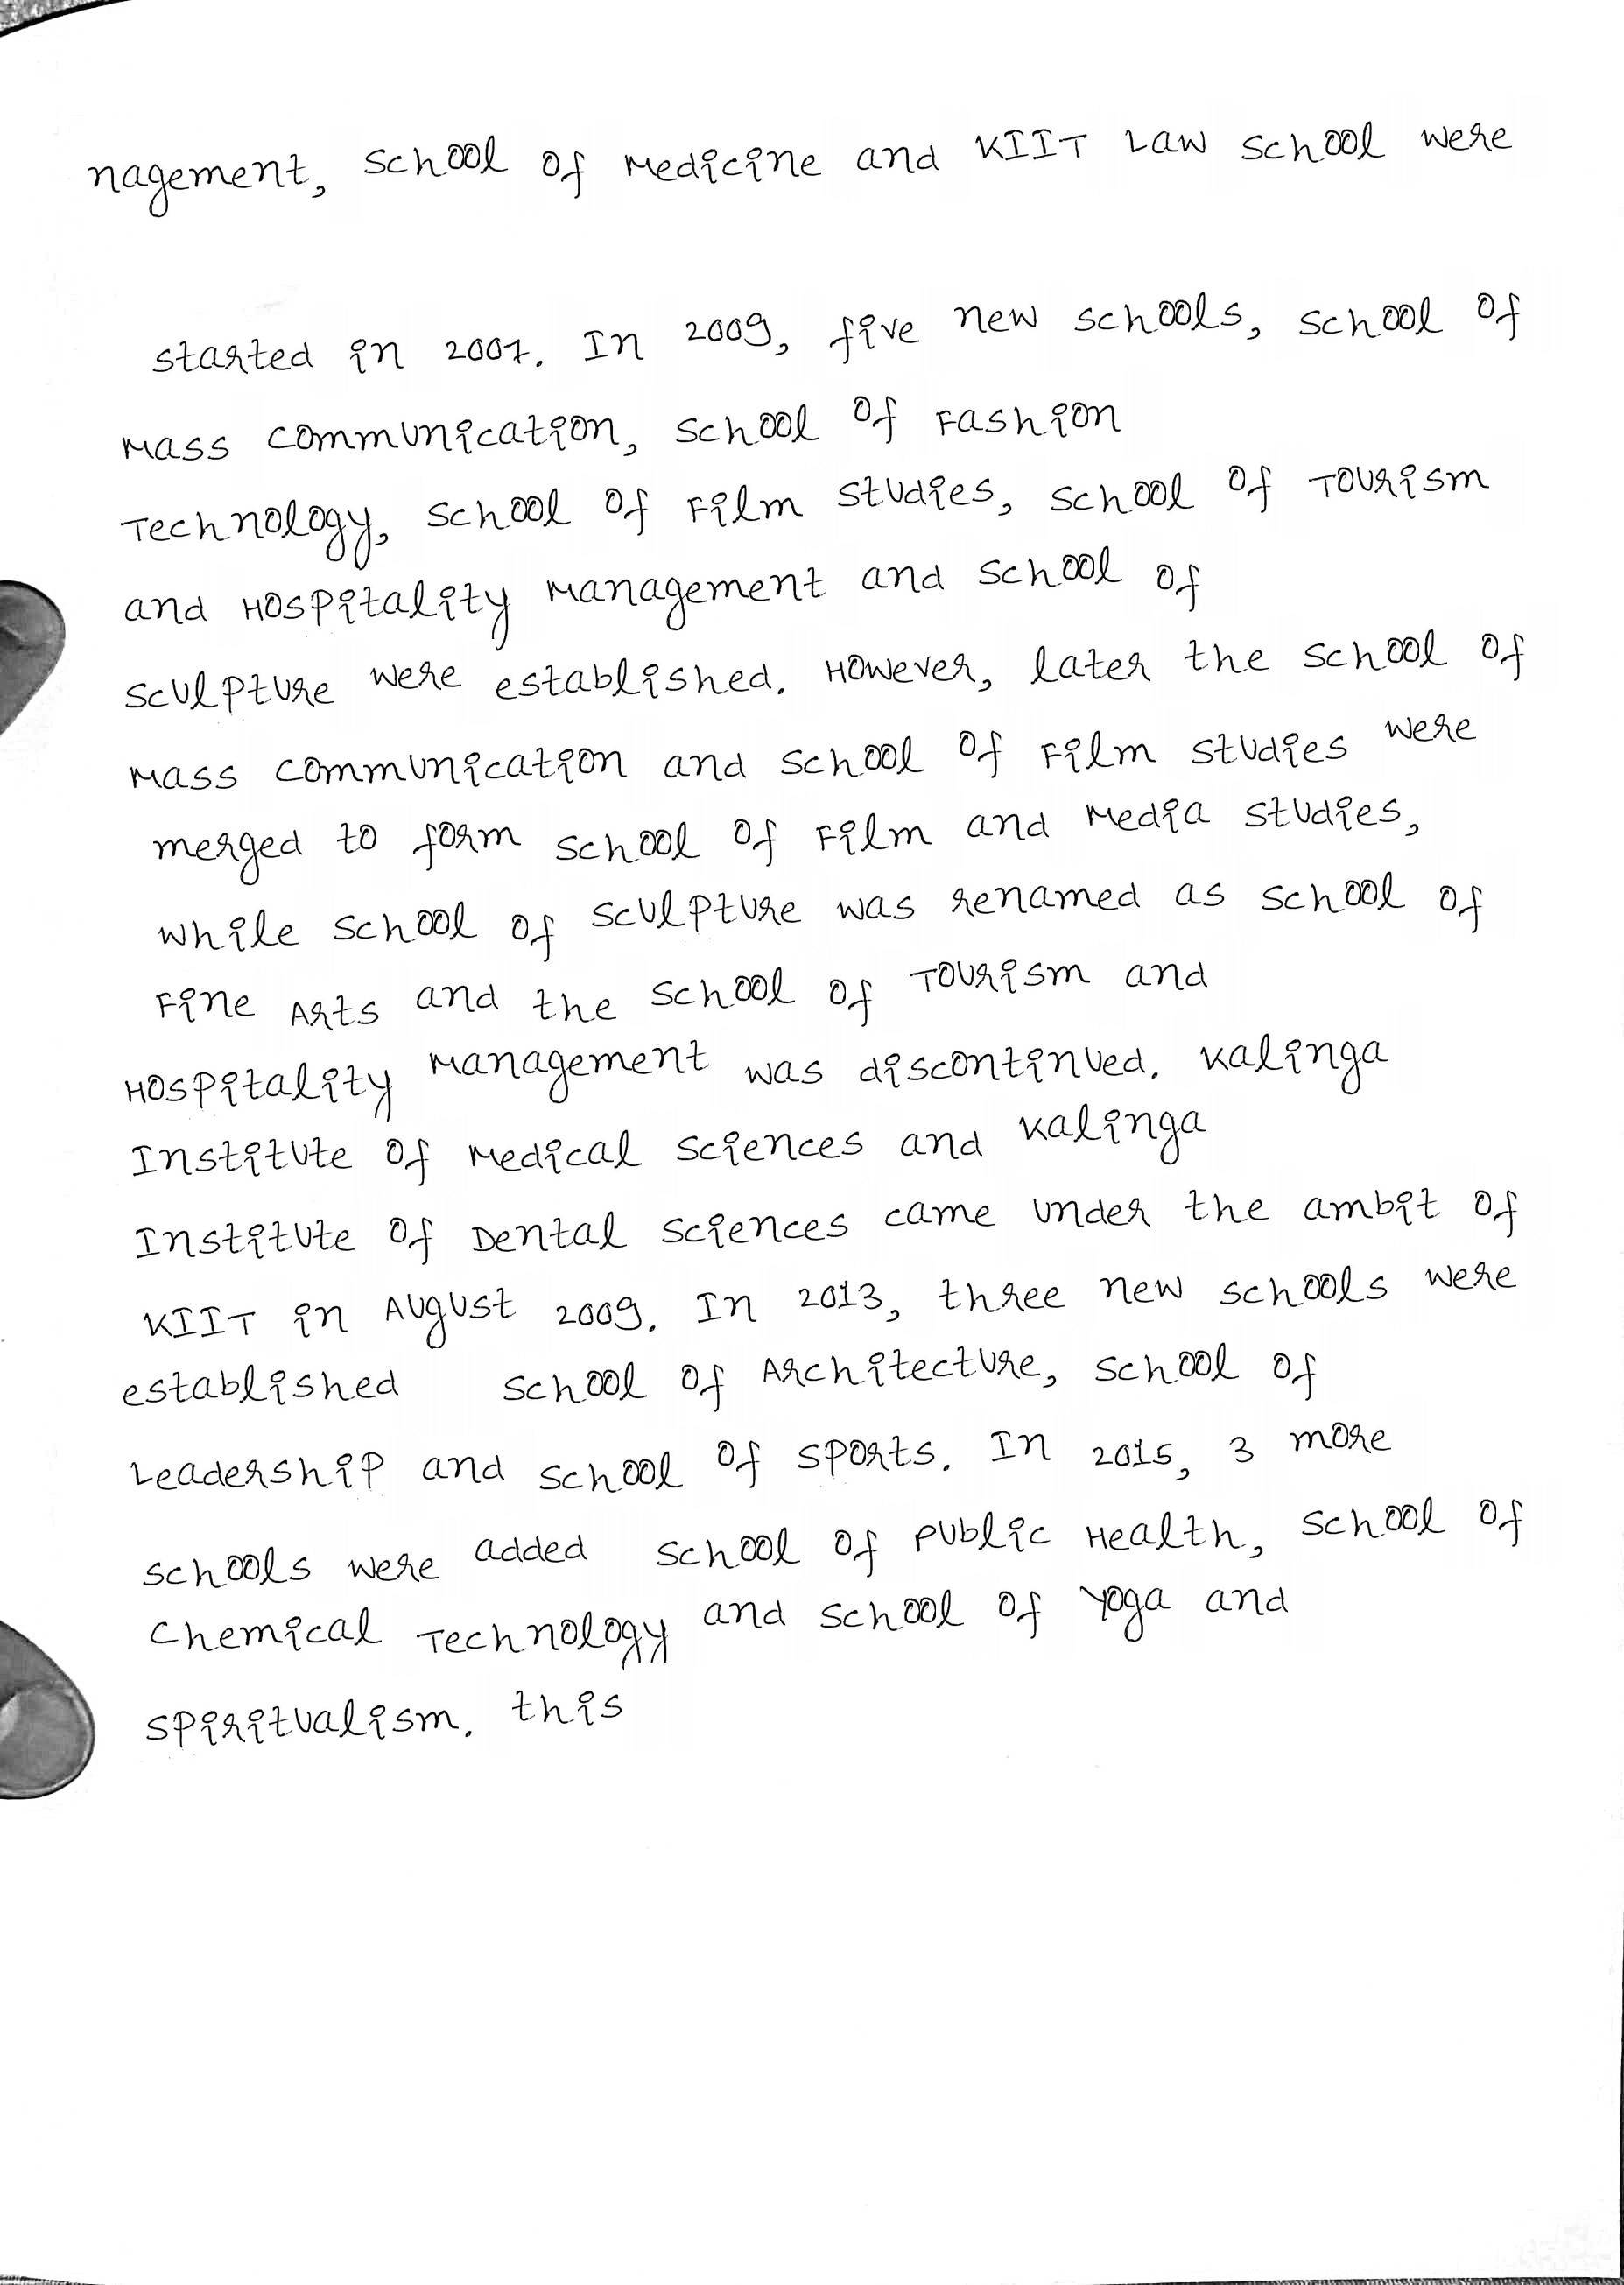 nagement, School of Medicine and KIIT Law School were
started in 2007. In 2009, five new schools, School of
Mass Communication, School of Fashion
Technology, School of Film Studies, School of Tourism
and Hospitality Management and School of
Sculpture were established. However, later the School of
Mass Communication and School of Film Studies were
merged to form School of Film and Media Studies,
while School of Sculpture was renamed as School of
Fine Arts and the School of Tourism and
Hospitality Management was discontinued. Kalinga
Institute of Medical Sciences and Kalinga
Institute of Dental Sciences came under the ambit of
KIIT in August 2009. In 2013, three new schools were
established School of Architecture, School of
Leadership and School of Sports. In 2015, 3 more
schools were added School of Public Health, School of
Chemical Technology and School of Yoga and
Spiritualism. this